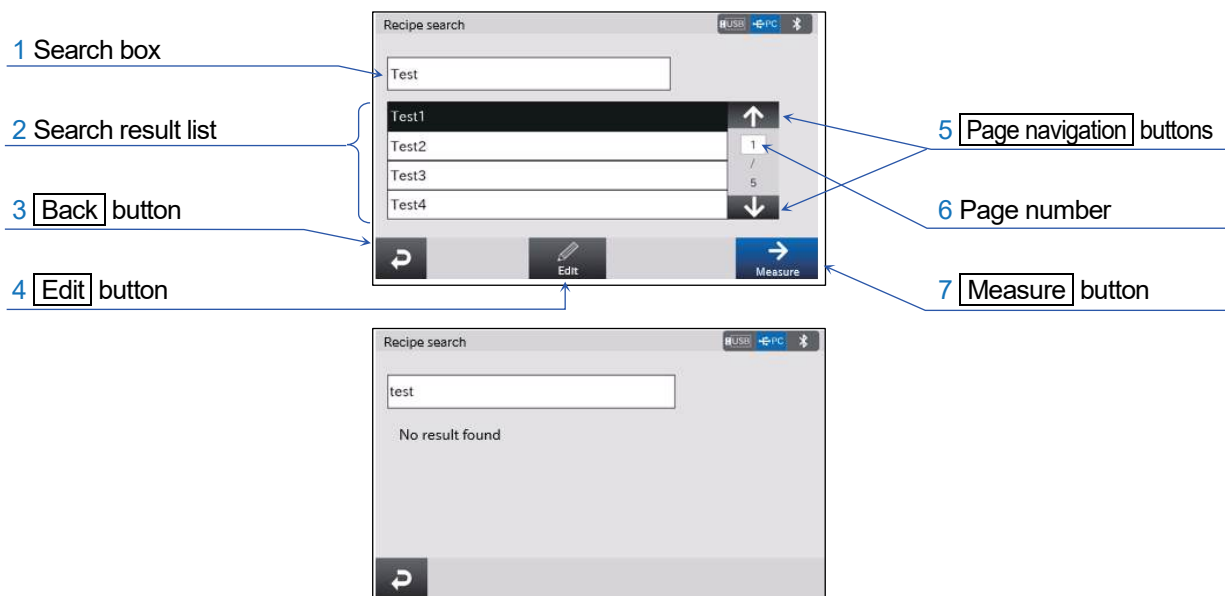 Recipe search
USB PC
1 Search box
Test
2 Search result list
Test1
Test2
Test3
Test4
1
/
5
5 Page navigation buttons
6 Page number
3 Back button
4 Edit button
Edit
Measure
7 Measure button
Recipe search
USB PC
test
No result found